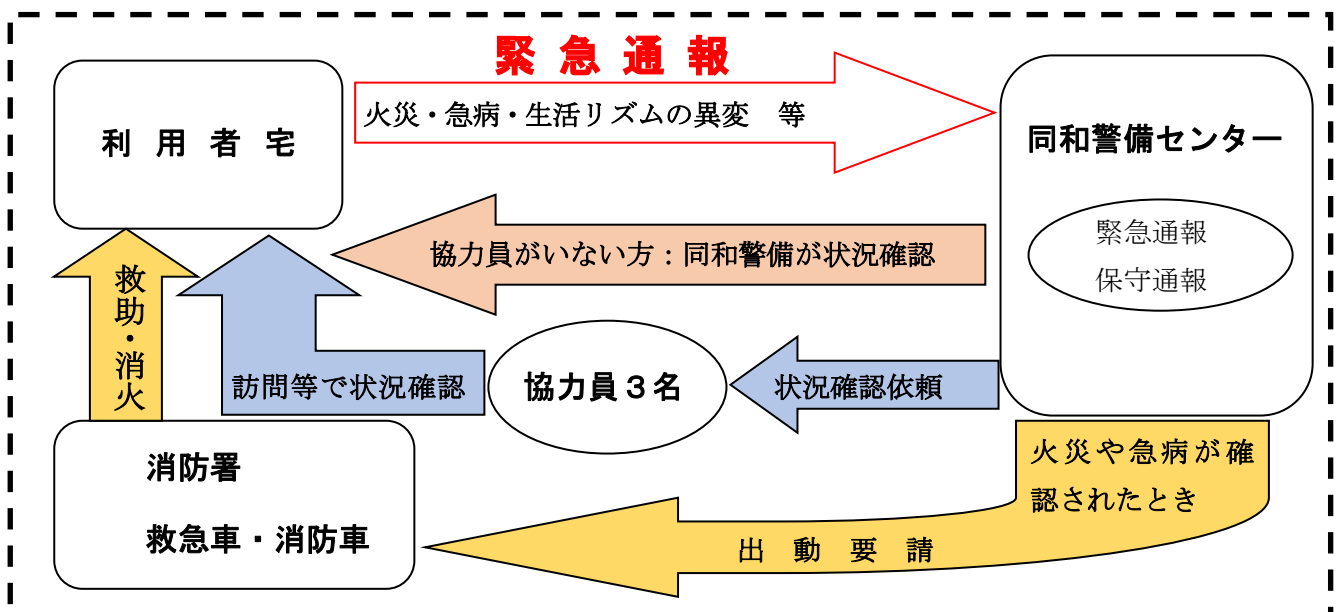 緊急通報
利用者宅
火災・急病・生活リズムの異変　等
同和警備センター
緊急通報
保守通報
協力員がいない方：同和警備が状況確認
救助・消火
訪問等で状況確認
協力員３名
状況確認依頼
消防署
救急車・消防車
火災や急病が確
認されたとき
出動要請